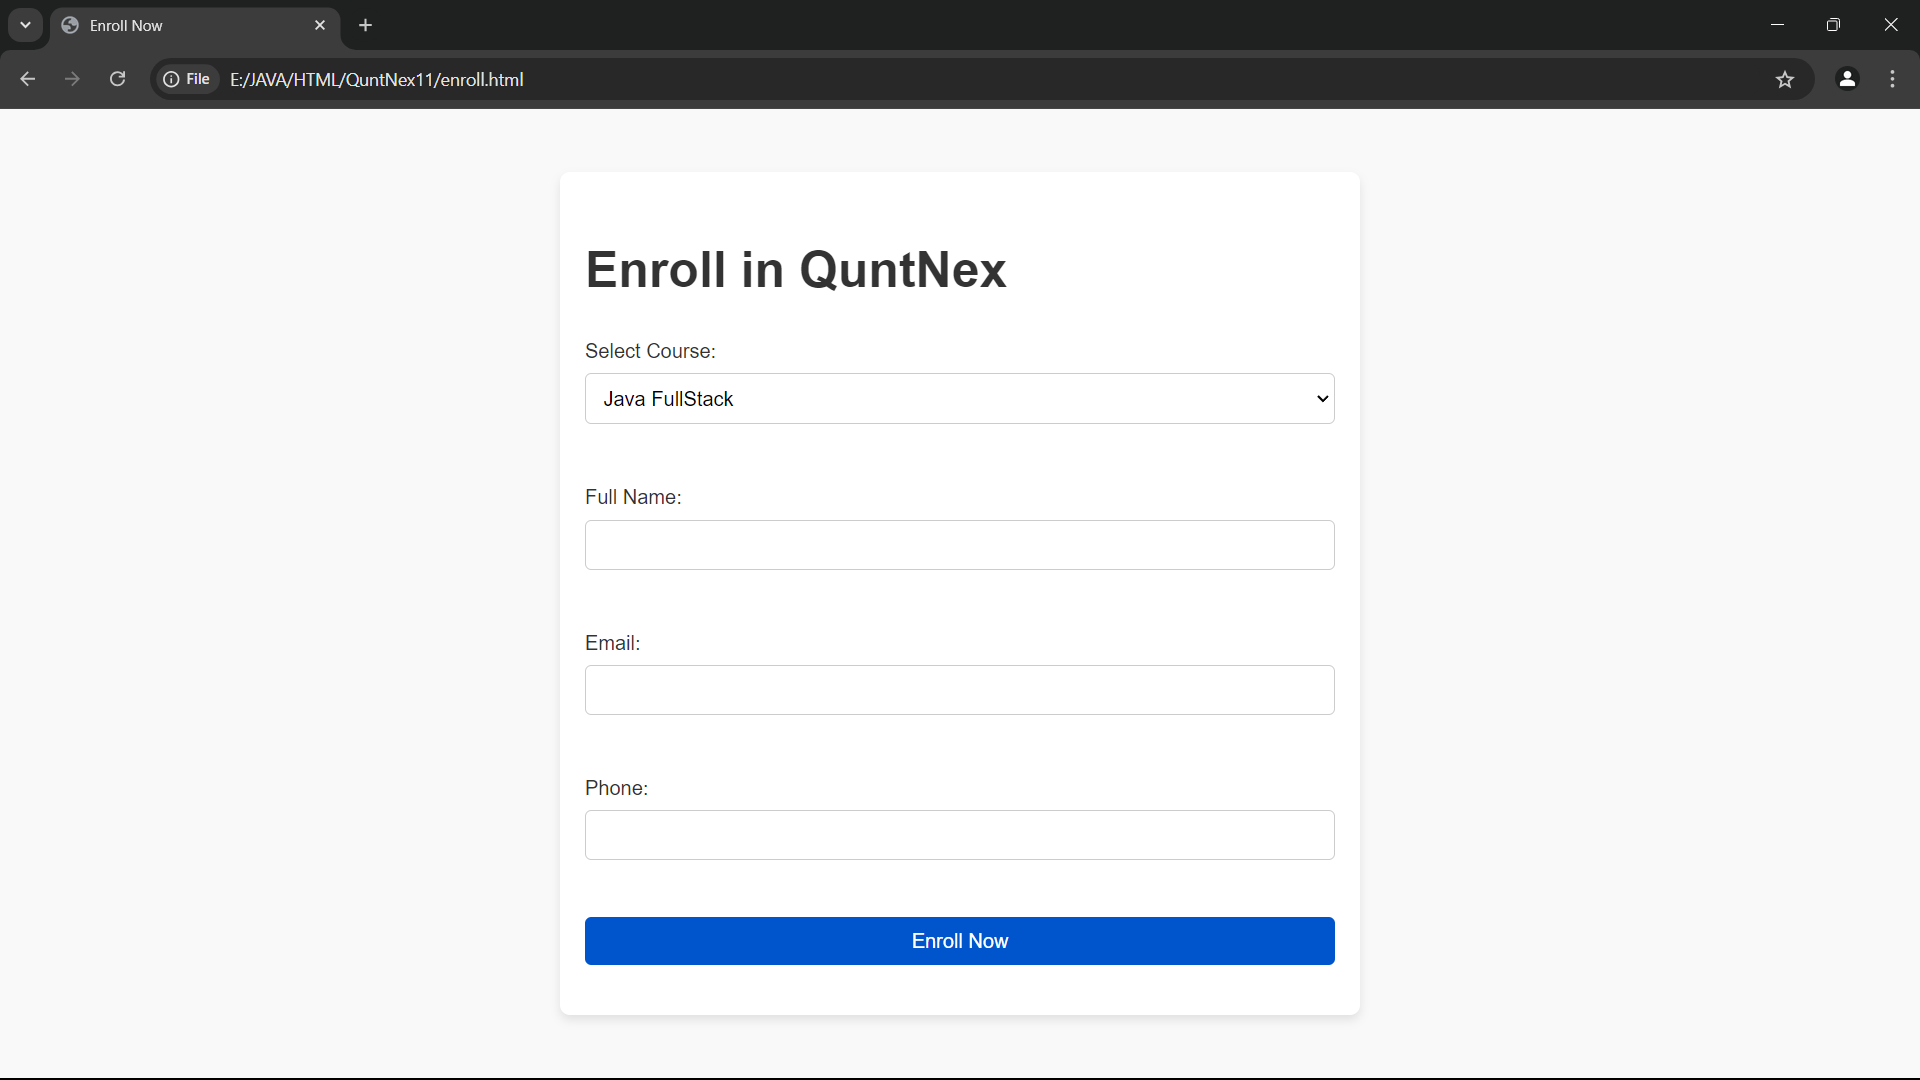 Enroll Now
File E:/JAVA/HTML/QuntNex11/enroll.html
Enroll in QuntNex
Select Course:
Java FullStack
Full Name:
Email:
Phone:
Enroll Now